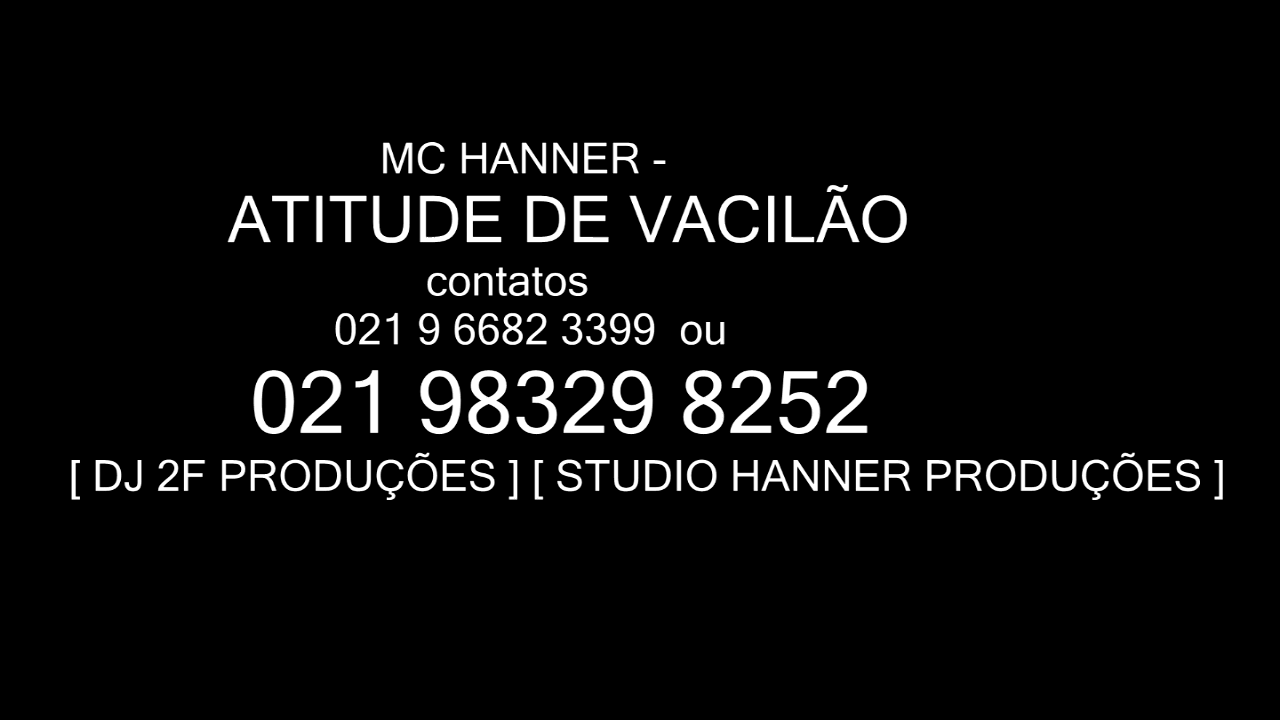 MC HANNER -
ATITUDE DE VACILÃO
contatos
021 9 6682 3399  ou
021 98329 8252
[ DJ 2F PRODUÇÕES ] [ STUDIO HANNER PRODUÇÕES ]